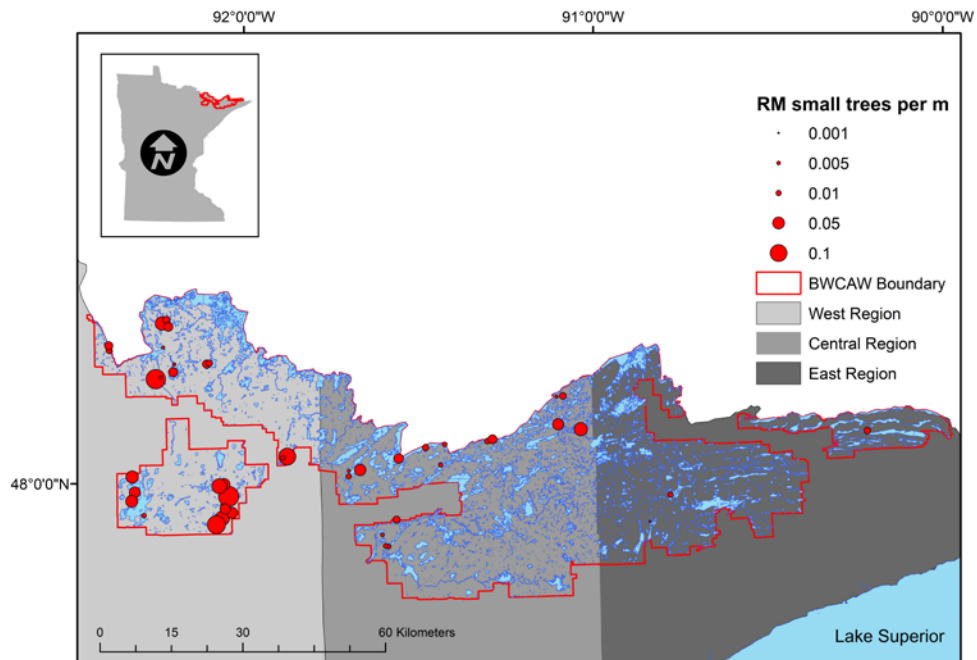 92°0'0"W
91°0'0"W
90°0'0"W
N
RM small trees per m
0.001
0.005
0.01
0.05
0.1
BWCAW Boundary
West Region
Central Region
East Region
48°0'0"N
0 15 30 60 Kilometers
Lake Superior